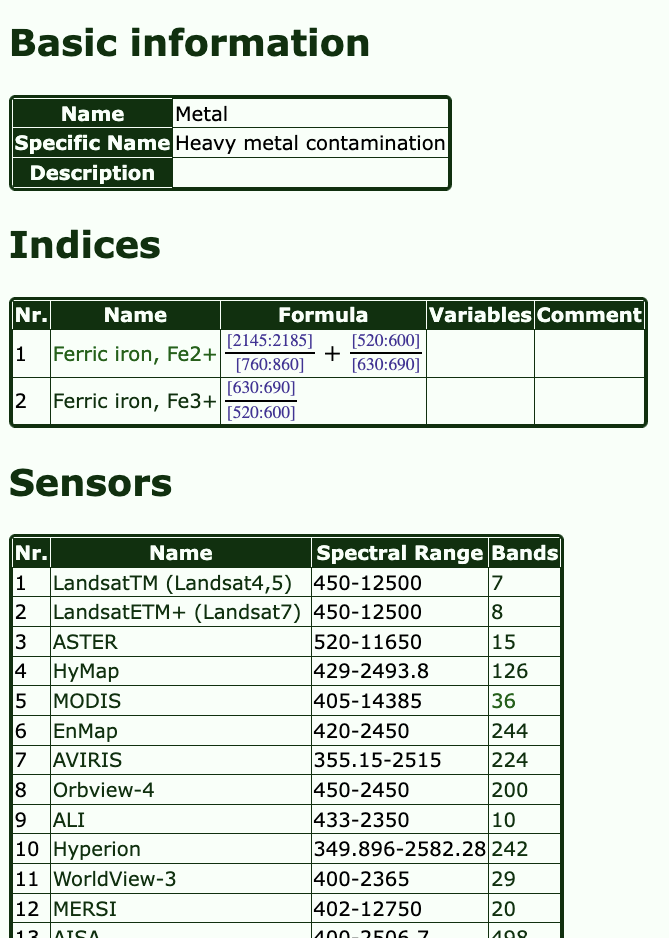 Basic information
Name Metal
Specific Name Heavy metal contamination
Description
Indices
Nr. Name Formula Variables Comment
1 Ferric iron, Fe2+ [2145:2185]/[760:860] + [520:600]/[630:690]
2 Ferric iron, Fe3+ [630:690]/[520:600]
Sensors
Nr. Name Spectral Range Bands
1 LandsatTM (Landsat4,5) 450-12500 7
2 LandsatETM+ (Landsat7) 450-12500 8
3 ASTER 520-11650 15
4 HyMap 429-2493.8 126
5 MODIS 405-14385 36
6 EnMap 420-2450 244
7 AVIRIS 355.15-2515 224
8 Orbview-4 450-2450 200
9 ALI 433-2350 10
10 Hyperion 349.896-2582.28 242
11 WorldView-3 400-2365 29
12 MERSI 402-12750 20
13 AISA 400-2506.7 498